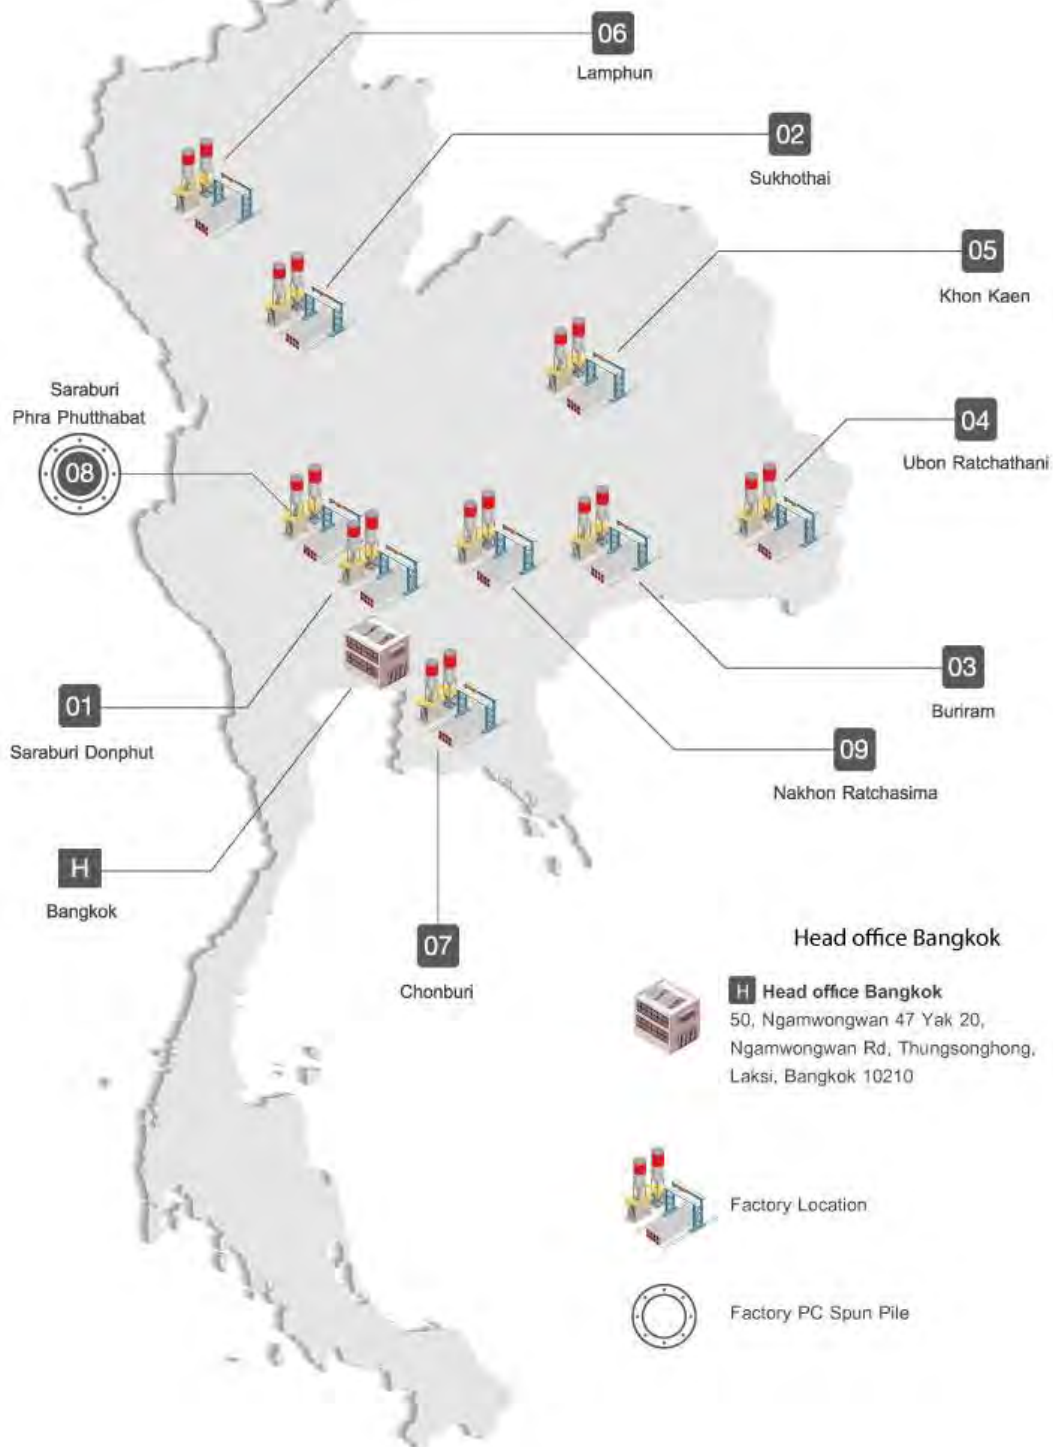 06
Lamphun
02
Sukhothai
05
Khon Kaen
Saraburi
Phra Phutthabat
08
04
Ubon Ratchathani
01
Saraburi Donphut
03
Buriram
09
Nakhon Ratchasima
H
Bangkok
07
Chonburi
Head office Bangkok
H Head office Bangkok
50, Ngamwongwan 47 Yak 20,
Ngamwongwan Rd, Thungsonghong,
Laksi, Bangkok 10210
Factory Location
Factory PC Spun Pile